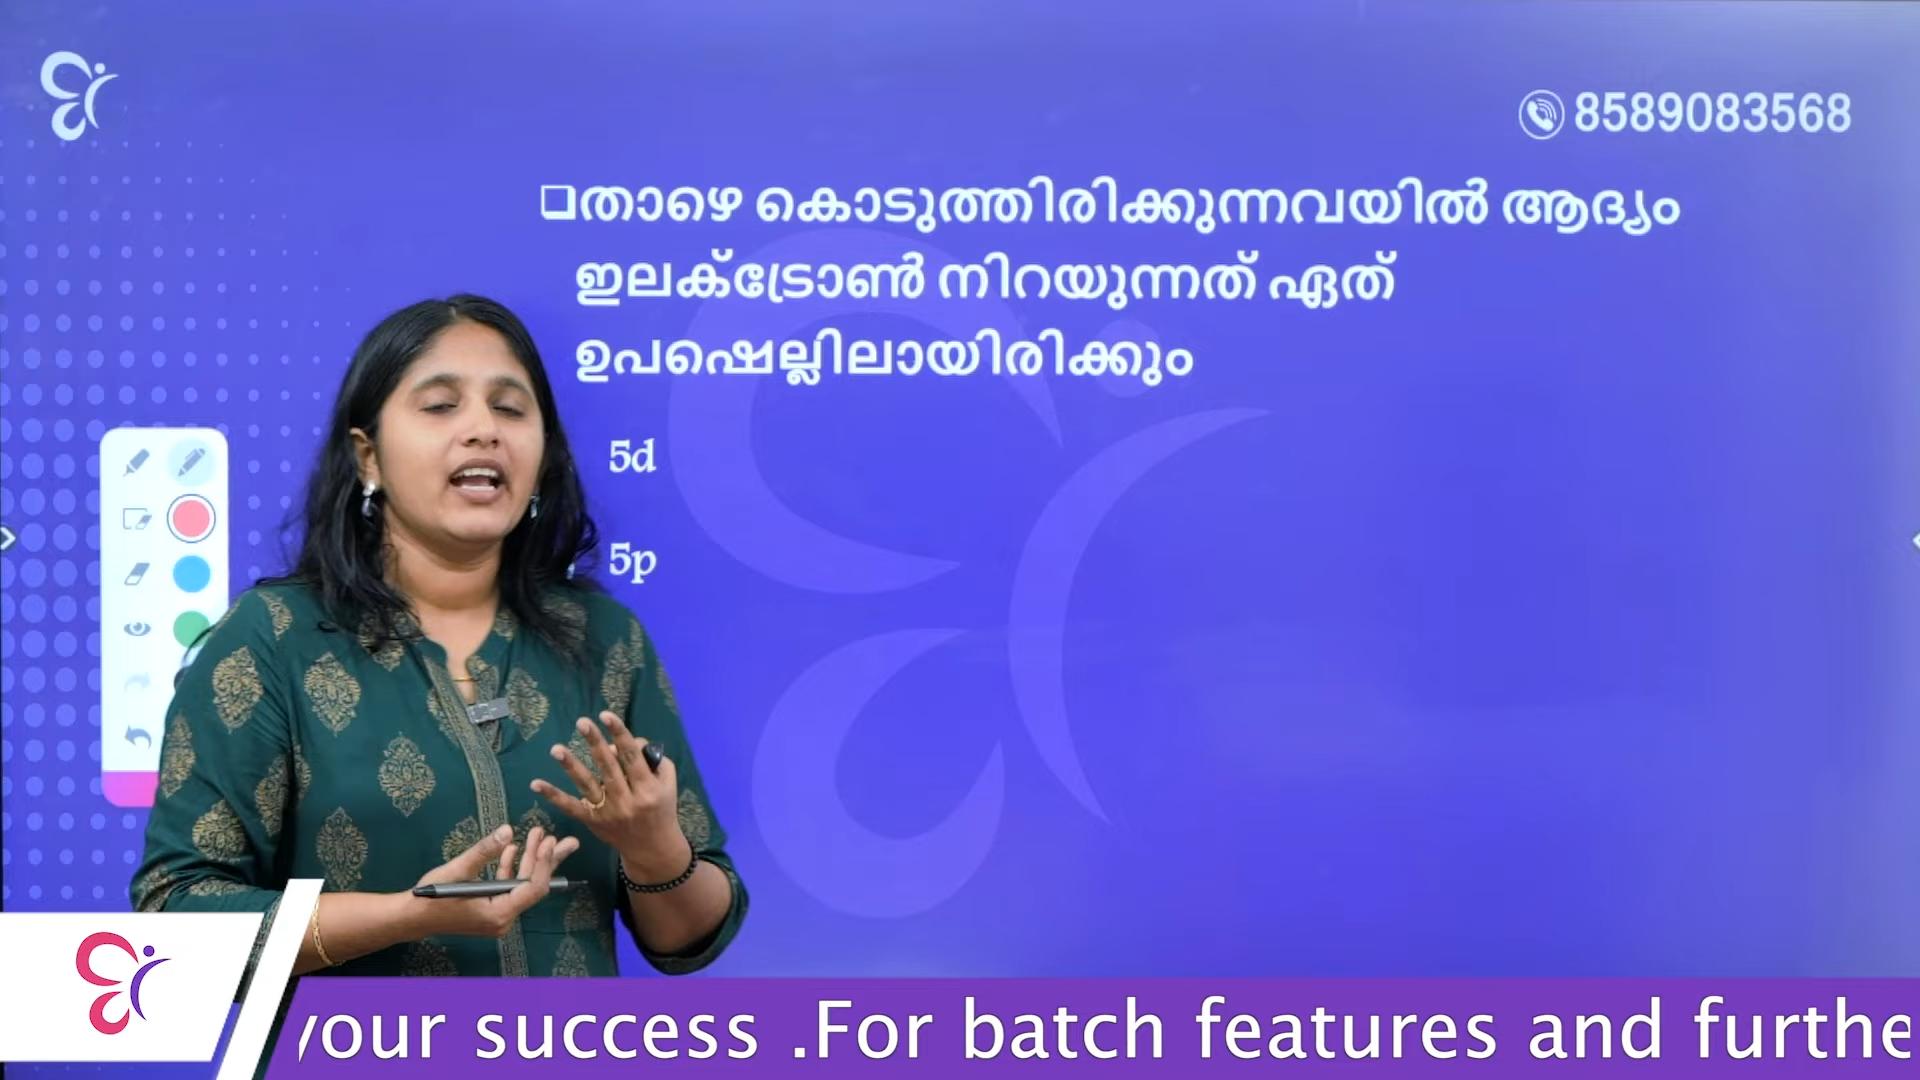 8589083568
❑താഴെ കൊടുത്തിരിക്കുന്നവയിൽ ആദ്യം
ഇലക്ട്രോൺ നിറയുന്നത് ഏത്
ഉപഷെല്ലിലായിരിക്കും
5d
5p
your success .For batch features and furthe